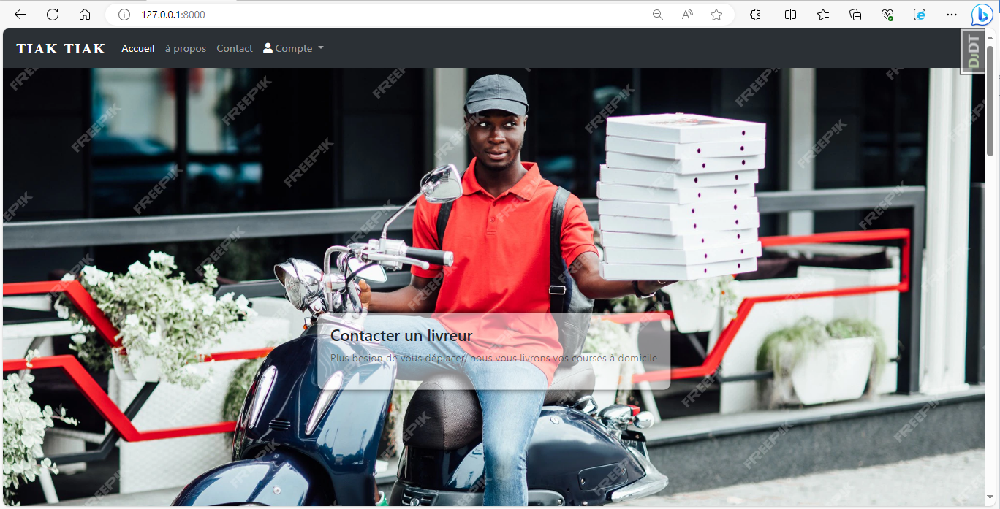 127.0.0.1:8000
TIAK-TIAK Accueil à propos Contact Compte
DJDT
FREEPIK
Contacter un livreur
Plus besion de vous déplacer/ nous vous livrons vos courses à domicile